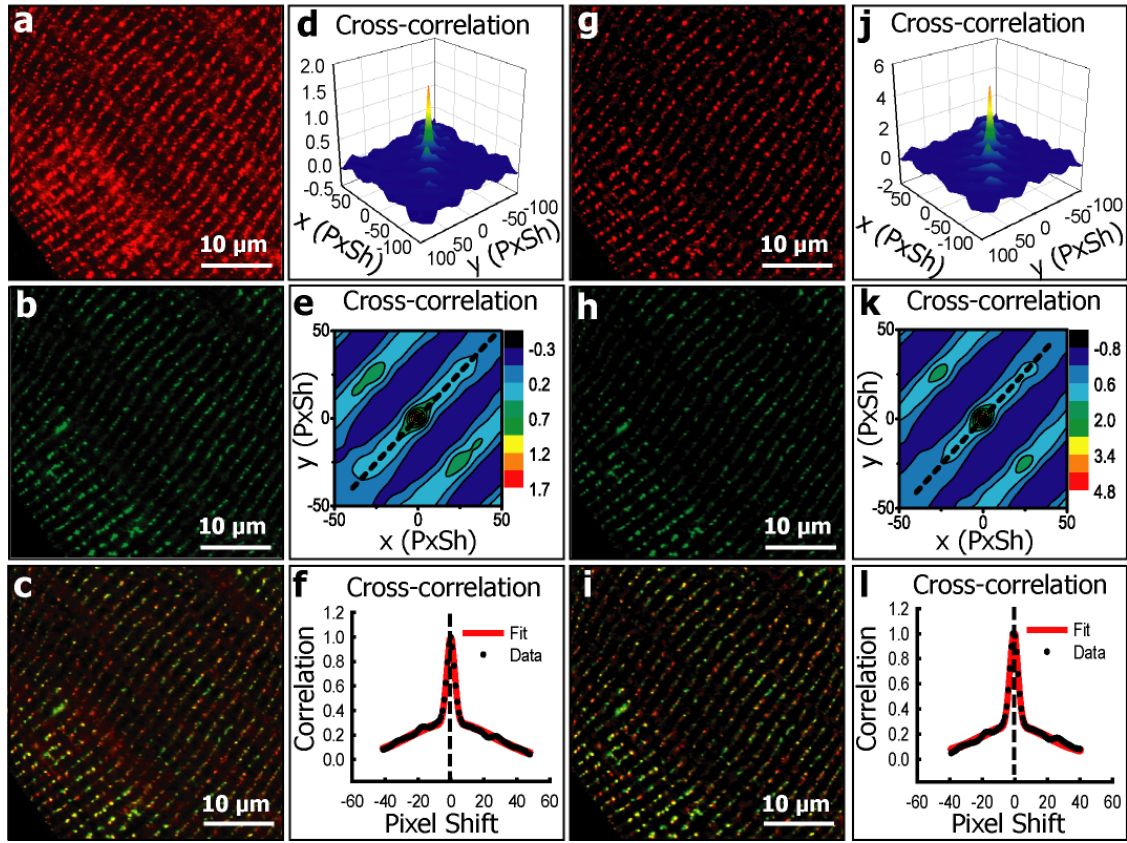 a
10 µm
b
10 µm
c
10 µm
d
Cross-correlation
2.0
1.5
1.0
0.5
0.0
-0.5
50
0
-50
-100
x (PxSh)
100
50
0
-50
-100
y (PxSh)
e
Cross-correlation
50
0
-50
y (PxSh)
-50 0 50
x (PxSh)
-0.3
0.2
0.7
1.2
1.7
f
Cross-correlation
1.2
1.0
0.8
0.6
0.4
0.2
0.0
Correlation
Fit
Data
-60 -40 -20 0 20 40 60
Pixel Shift
g
10 µm
h
10 µm
i
10 µm
j
Cross-correlation
6
4
2
0
-2
50
0
-50
-100
x (PxSh)
100
50
0
-50
-100
y (PxSh)
k
Cross-correlation
50
0
-50
y (PxSh)
-50 0 50
x (PxSh)
-0.8
0.6
2.0
3.4
4.8
l
Cross-correlation
1.2
1.0
0.8
0.6
0.4
0.2
0.0
Correlation
Fit
Data
-60 -40 -20 0 20 40 60
Pixel Shift